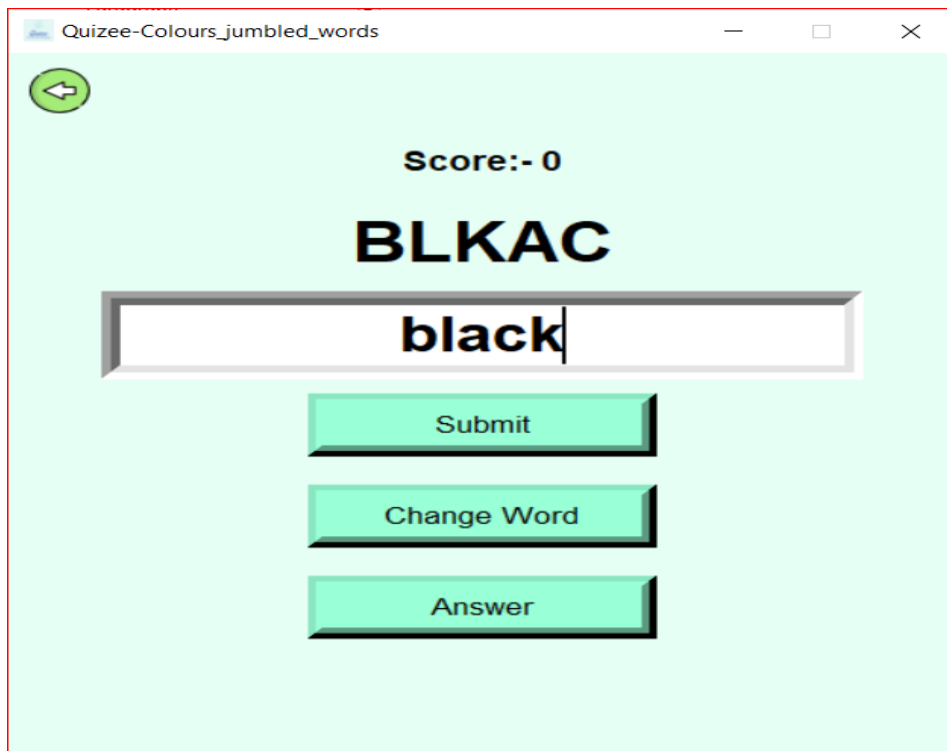 Quizee-Colours_jumbled_words
Score:- 0
BLKAC
black
Submit
Change Word
Answer